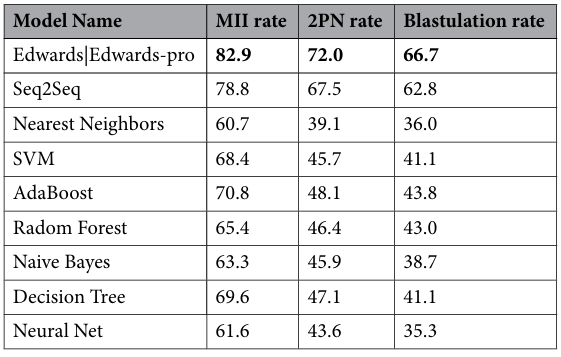 Model Name MII rate 2PN rate Blastulation rate
Edwards|Edwards-pro 82.9 72.0 66.7
Seq2Seq 78.8 67.5 62.8
Nearest Neighbors 60.7 39.1 36.0
SVM 68.4 45.7 41.1
AdaBoost 70.8 48.1 43.8
Radom Forest 65.4 46.4 43.0
Naive Bayes 63.3 45.9 38.7
Decision Tree 69.6 47.1 41.1
Neural Net 61.6 43.6 35.3